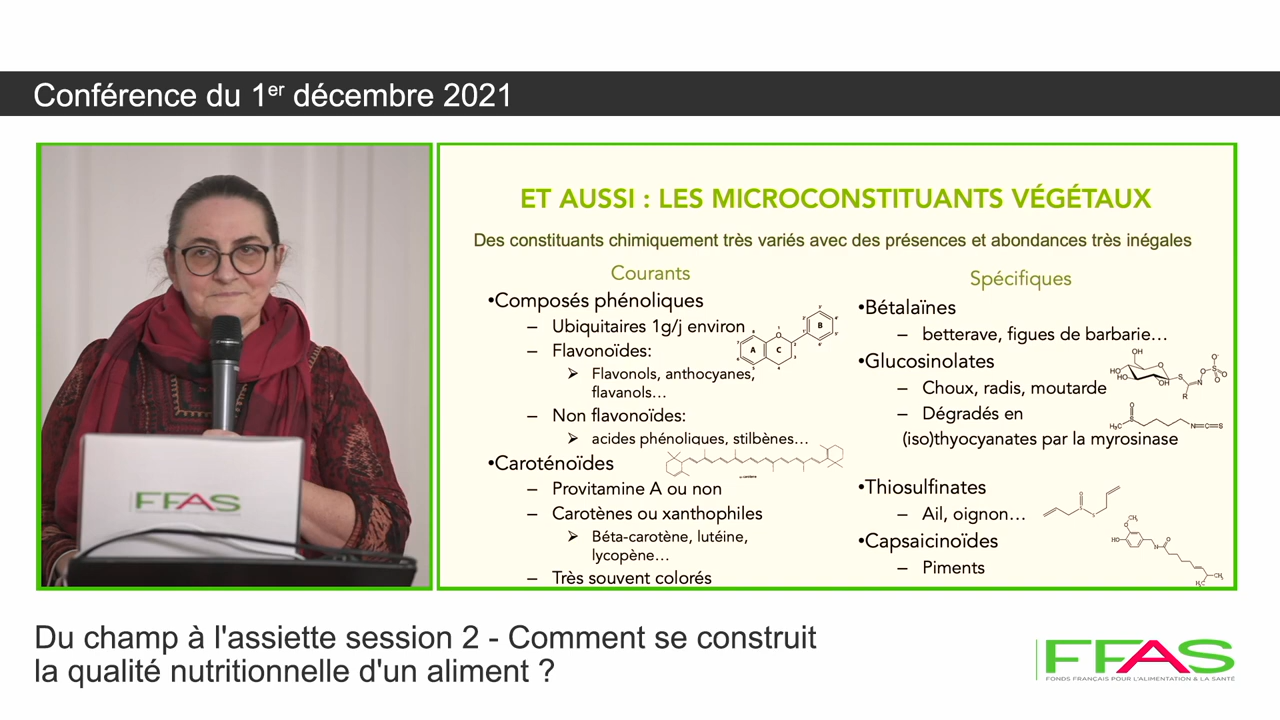 Conférence du 1er décembre 2021
FFAS
ET AUSSI : LES MICROCONSTITUANTS VÉGÉTAUX
Des constituants chimiquement très variés avec des présences et abondances très inégales
Courants
•Composés phénoliques
– Ubiquitaires 1g/j environ
– Flavonoïdes:
➢ Flavonols, anthocyanes,
flavanols…
– Non flavonoïdes:
➢ acides phénoliques, stilbènes…
•Caroténoïdes
– Provitamine A ou non
– Carotènes ou xanthophiles
➢ Béta-carotène, lutéine,
lycopène…
– Très souvent colorés
A
C
B
Spécifiques
•Bétalaïnes
– betterave, figues de barbarie…
•Glucosinolates
– Choux, radis, moutarde
– Dégradés en
(iso)thyocyanates par la myrosinase
•Thiosulfinates
– Ail, oignon…
•Capsaicinoïdes
– Piments
Du champ à l'assiette session 2 - Comment se construit
la qualité nutritionnelle d'un aliment ?
FFAS
FONDS FRANÇAIS POUR L'ALIMENTATION & LA SANTÉ